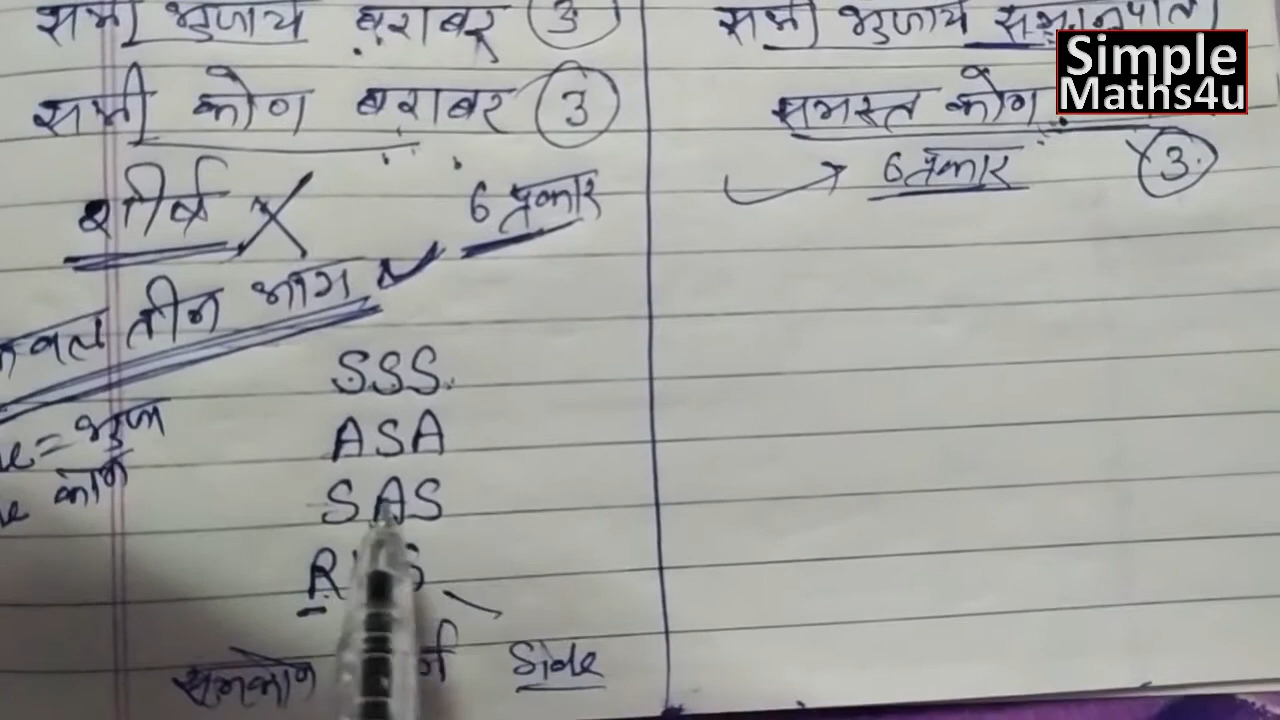 सभी भुजायें बराबर 3
सभी कोण बराबर 3
शीर्ष X
6 प्रकार
तीन भाग
SSS.
ASA
SAS
= भुजा
कोण
R
समकोण Side
सभी भुजायें समानुपाती
समस्त कोण
6 प्रकार 3
Simple
Maths4u